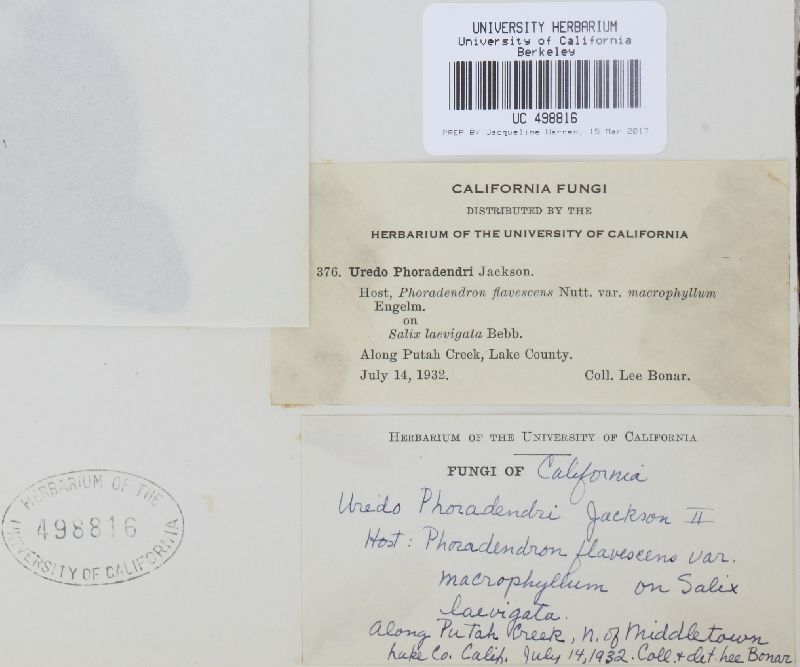 UNIVERSITY HERBARIUM
University of California
Berkeley
UC 498816
PREP BY Jacqueline Warren, 15 Mar 2017
CALIFORNIA FUNGI
DISTRIBUTED BY THE
HERBARIUM OF THE UNIVERSITY OF CALIFORNIA
376. Uredo Phoradendri Jackson.
Host, Phoradendron flavescens Nutt. var. macrophyllum
Engelm.
on
Salix laevigata Bebb.
Along Putah Creek, Lake County.
July 14, 1932. Coll. Lee Bonar.
HERBARIUM OF THE UNIVERSITY OF CALIFORNIA
FUNGI OF California
Uredo Phoradendri Jackson II
Host: Phoradendron flavescens var.
macrophyllum on Salix
laevigata.
Along Putah Creek, N. of Middletown
Lake Co. Calif. July 14, 1932. Coll. + det. Lee Bonar
HERBARIUM OF THE
498816
UNIVERSITY OF CALIFORNIA